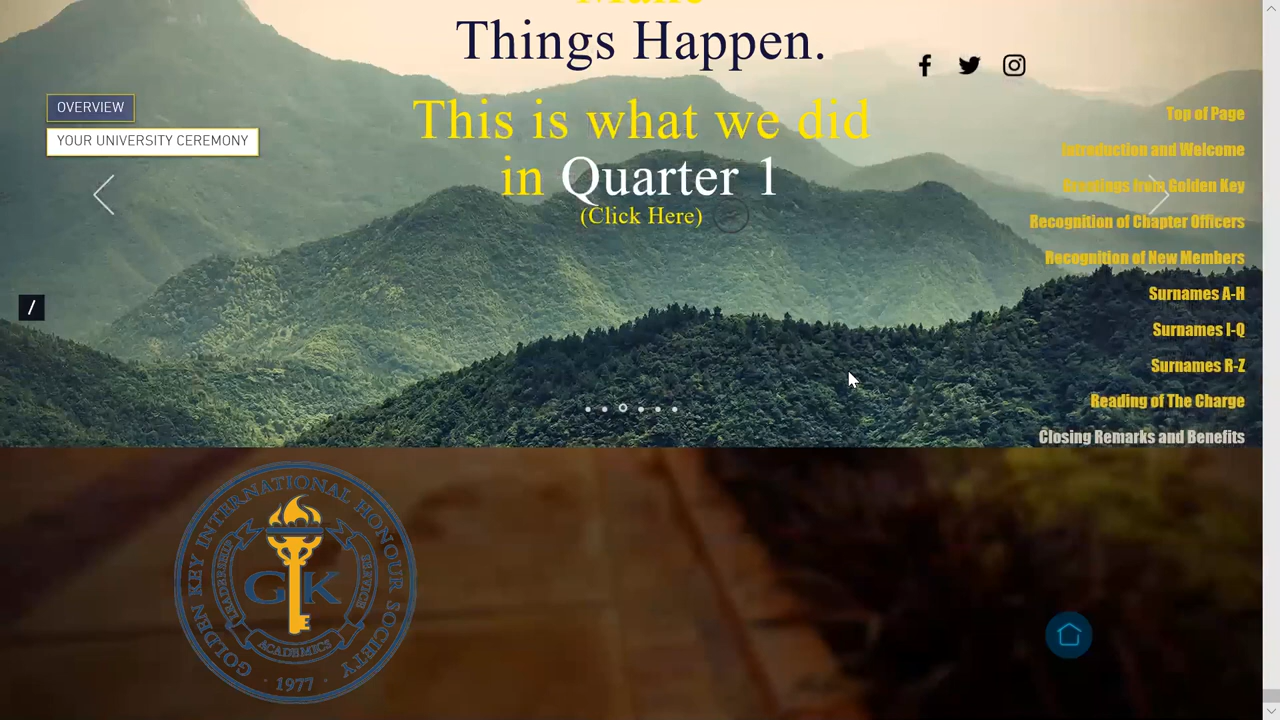 Make
Things Happen.
This is what we did
in Quarter 1
(Click Here)
OVERVIEW
YOUR UNIVERSITY CEREMONY
/
Top of Page
Introduction and Welcome
Greetings from Golden Key
Recognition of Chapter Officers
Recognition of New Members
Surnames A-H
Surnames I-Q
Surnames R-Z
Reading of The Charge
Closing Remarks and Benefits
GOLDEN KEY INTERNATIONAL HONOUR SOCIETY
LEADERSHIP
GK
SERVICE
ACADEMICS
· 1977 ·